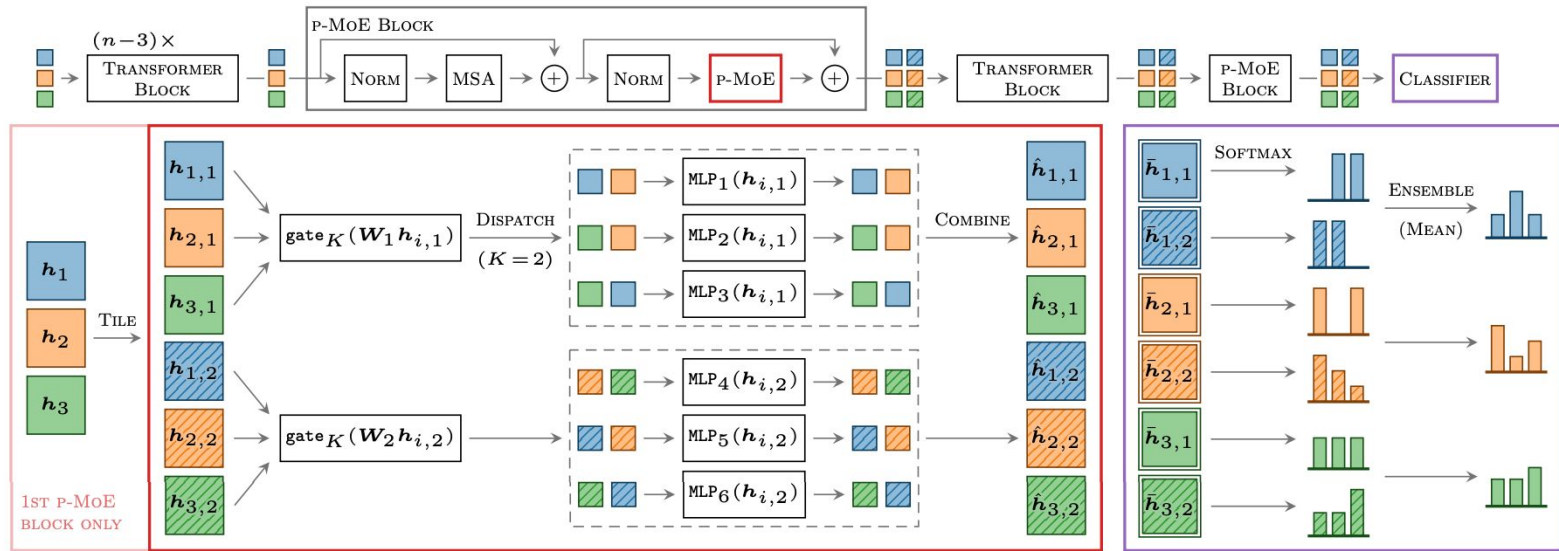 P-MoE BLOCK
(n−3)×
TRANSFORMER
BLOCK
NORM
MSA
+
NORM
P-MoE
+
TRANSFORMER
BLOCK
P-MoE
BLOCK
CLASSIFIER
h1
h2
h3
TILE
1ST P-MoE
BLOCK ONLY
h1,1
h2,1
h3,1
h1,2
h2,2
h3,2
gateK(W1hi,1)
gateK(W2hi,2)
DISPATCH
(K=2)
MLP1(hi,1)
MLP2(hi,1)
MLP3(hi,1)
MLP4(hi,2)
MLP5(hi,2)
MLP6(hi,2)
COMBINE
ĥ1,1
ĥ2,1
ĥ3,1
ĥ1,2
ĥ2,2
ĥ3,2
h̄1,1
h̄1,2
h̄2,1
h̄2,2
h̄3,1
h̄3,2
SOFTMAX
ENSEMBLE
(MEAN)